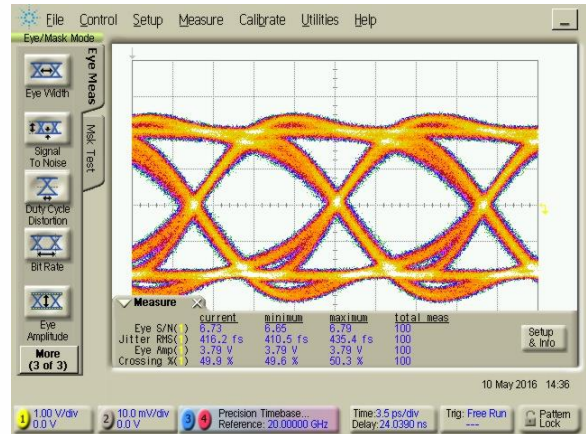 File Control Setup Measure Calibrate Utilities Help
Eye/Mask Mode
Eye Meas
Msk Test
Eye Width
Signal
To Noise
Duty Cycle
Distortion
Bit Rate
Eye
Amplitude
More
(3 of 3)
Measure
current minimum maximum total meas
Eye S/N(1) 6.73 6.65 6.79 100
Jitter RMS(1) 416.2 fs 410.5 fs 435.4 fs 100
Eye Amp(1) 3.79 V 3.79 V 3.79 V 100
Crossing %(1) 49.9 % 49.6 % 50.3 % 100
Setup
& Info
10 May 2016 14:36
1 1.00 V/div
0.0 V
2 10.0 mV/div
0.0 V
3 4 Precision Timebase...
Reference: 20.00000 GHz
Time:3.5 ps/div
Delay:24.0390 ns
Trig: Free Run
---
Pattern
Lock